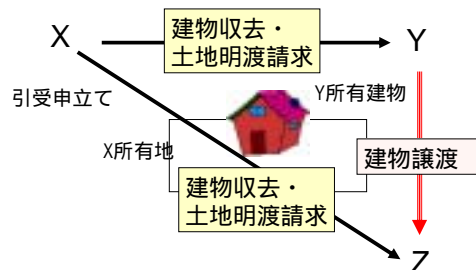 X
建物収去・
土地明渡請求
Y
引受申立て
Y所有建物
X所有地
建物譲渡
建物収去・
土地明渡請求
Z